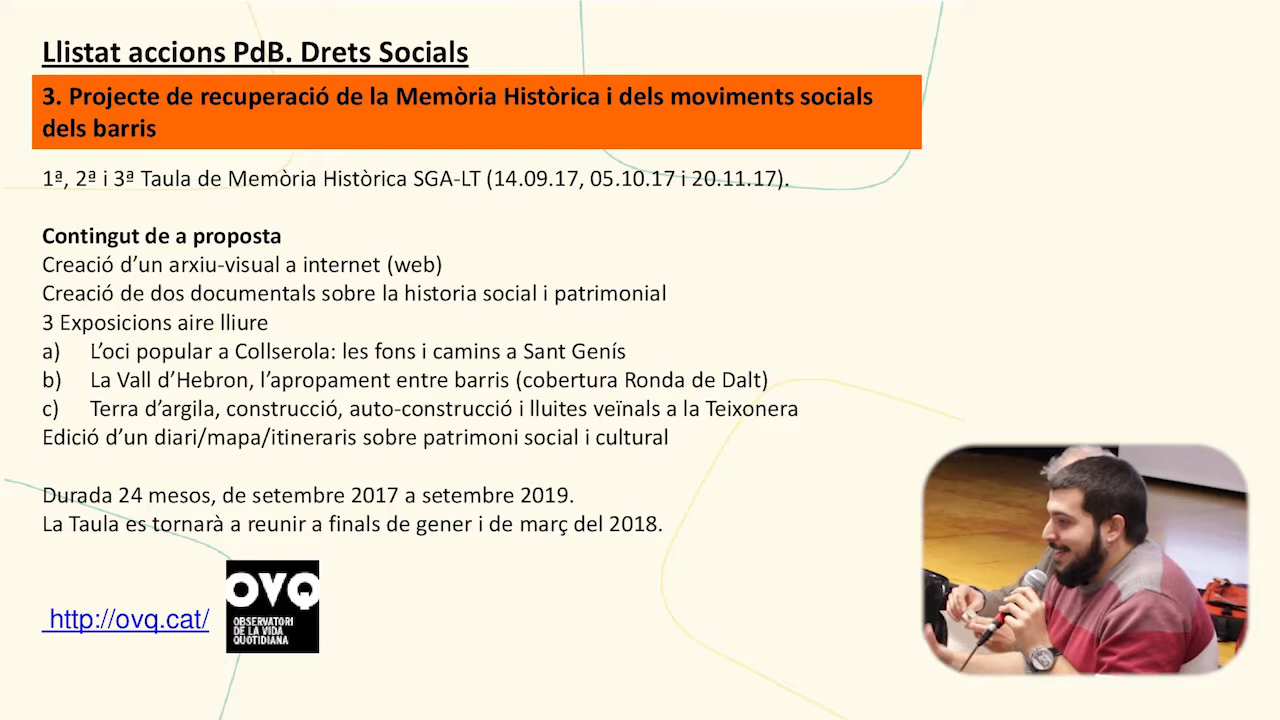 Llistat accions PdB. Drets Socials
3. Projecte de recuperació de la Memòria Històrica i dels moviments socials
dels barris
1ª, 2ª i 3ª Taula de Memòria Històrica SGA-LT (14.09.17, 05.10.17 i 20.11.17).
Contingut de a proposta
Creació d’un arxiu-visual a internet (web)
Creació de dos documentals sobre la historia social i patrimonial
3 Exposicions aire lliure
a) L’oci popular a Collserola: les fons i camins a Sant Genís
b) La Vall d’Hebron, l’apropament entre barris (cobertura Ronda de Dalt)
c) Terra d’argila, construcció, auto-construcció i lluites veïnals a la Teixonera
Edició d’un diari/mapa/itineraris sobre patrimoni social i cultural
Durada 24 mesos, de setembre 2017 a setembre 2019.
La Taula es tornarà a reunir a finals de gener i de març del 2018.
http://ovq.cat/
OVQ
OBSERVATORI
DE LA VIDA
QUOTIDIANA